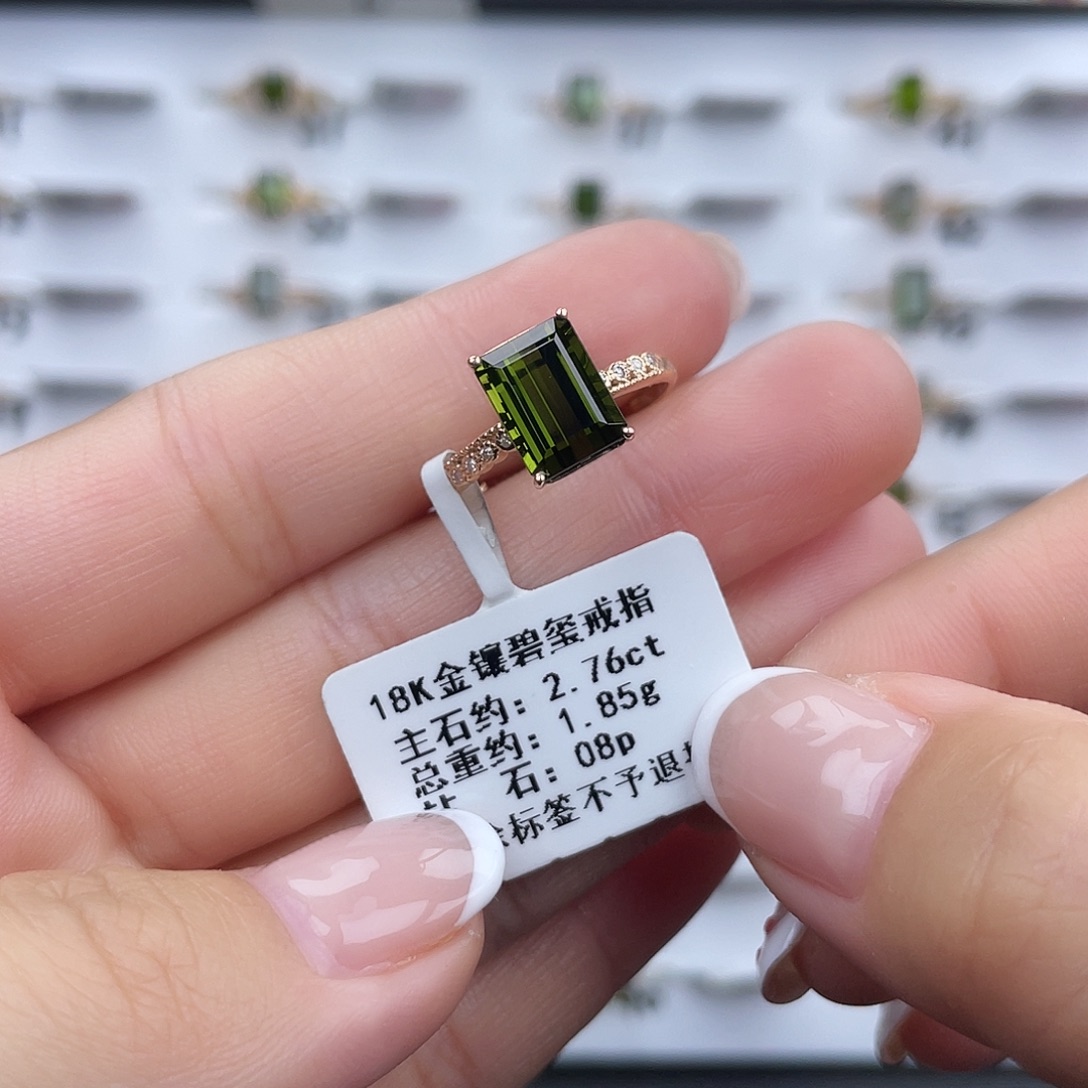 18K金镶碧玺戒指
主石约: 2.76ct
总重约: 1.85g
石: 08p
标签不予退